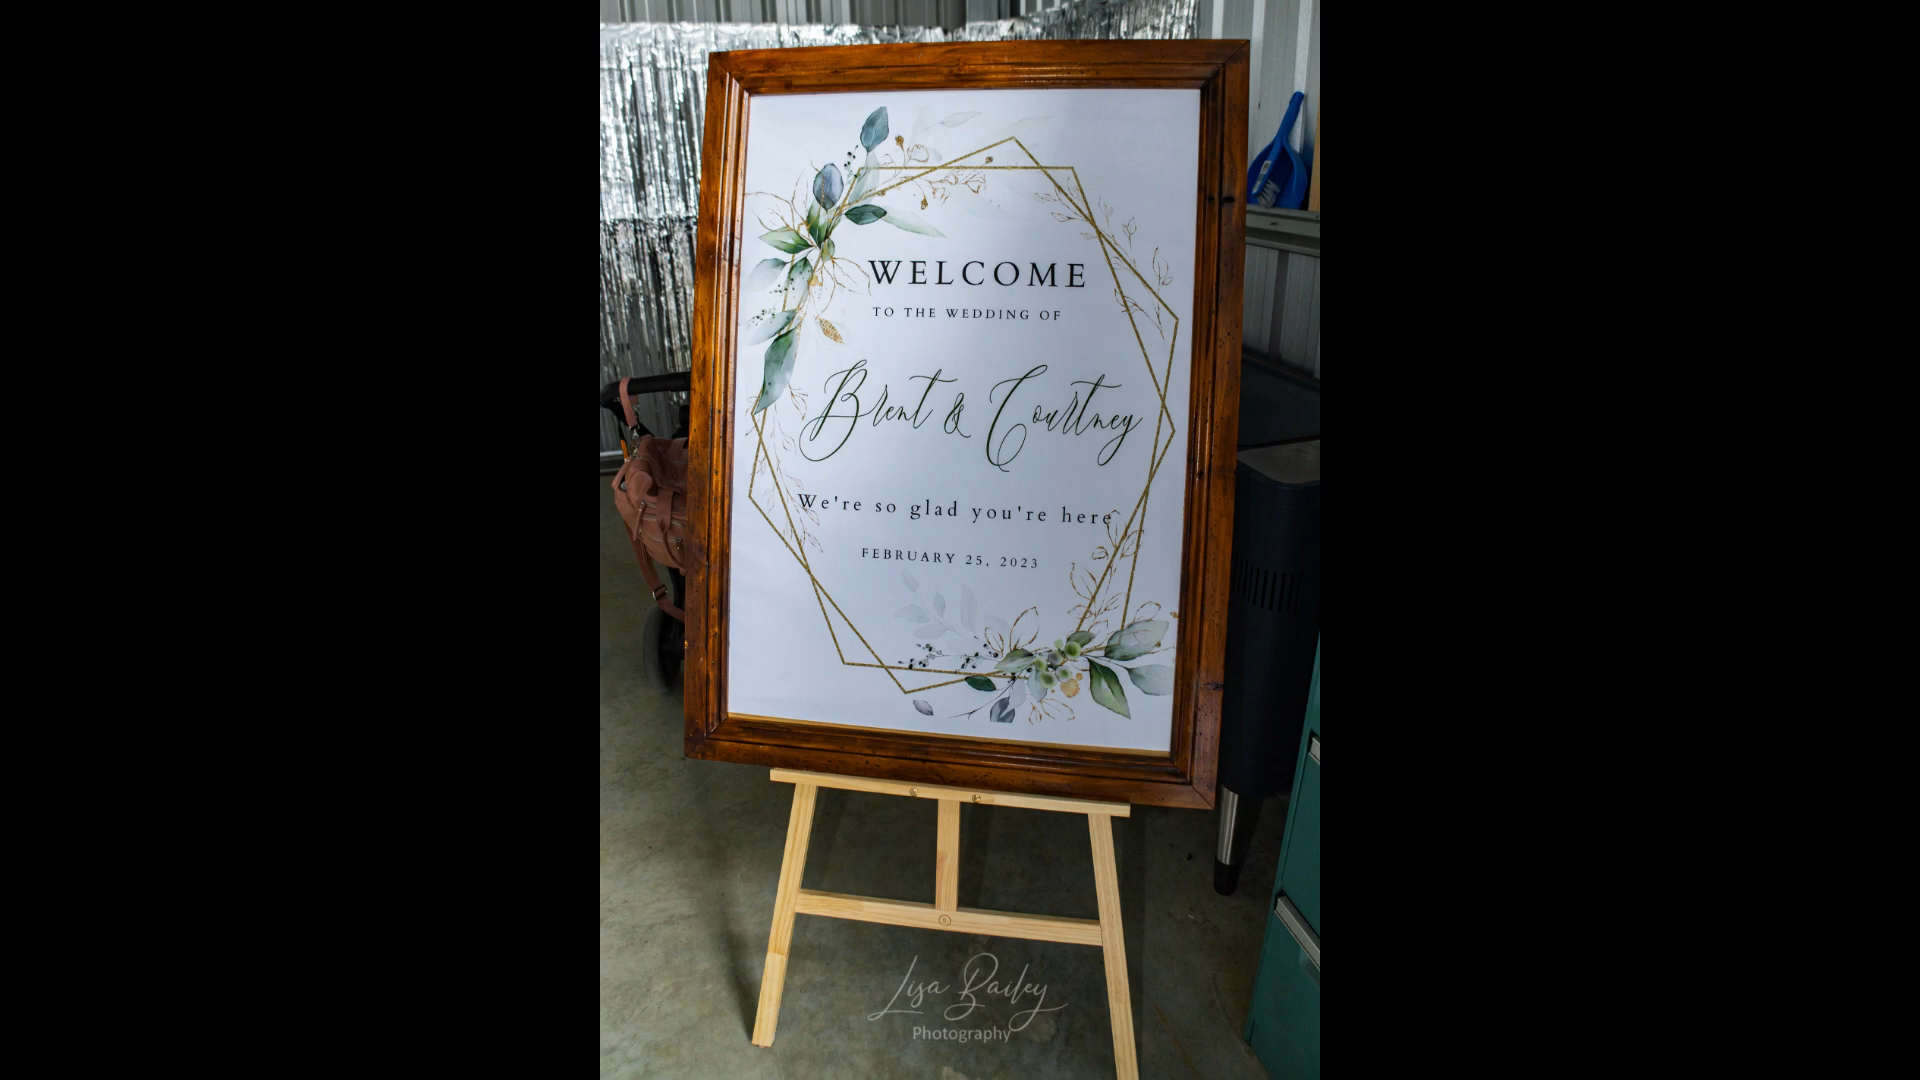 WELCOME
TO THE WEDDING OF
Brent & Courtney
We're so glad you're here
FEBRUARY 25, 2023
Lisa Bailey
Photography